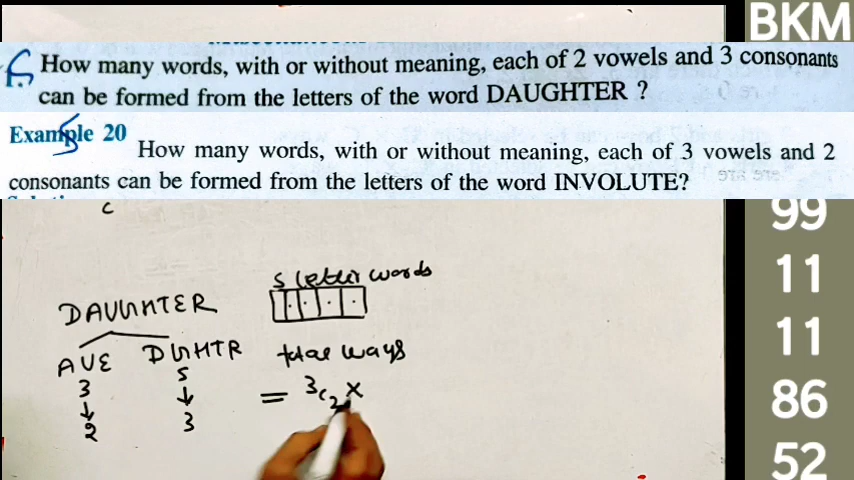 BKM
How many words, with or without meaning, each of 2 vowels and 3 consonants
can be formed from the letters of the word DAUGHTER ?
Example 20
5
How many words, with or without meaning, each of 3 vowels and 2
consonants can be formed from the letters of the word INVOLUTE?
C
99
11
11
86
52
5 letter words
DAUGHTER
AUE DGHTR
total ways
3 5
↓ ↓
2 3
= ³C₂ ×